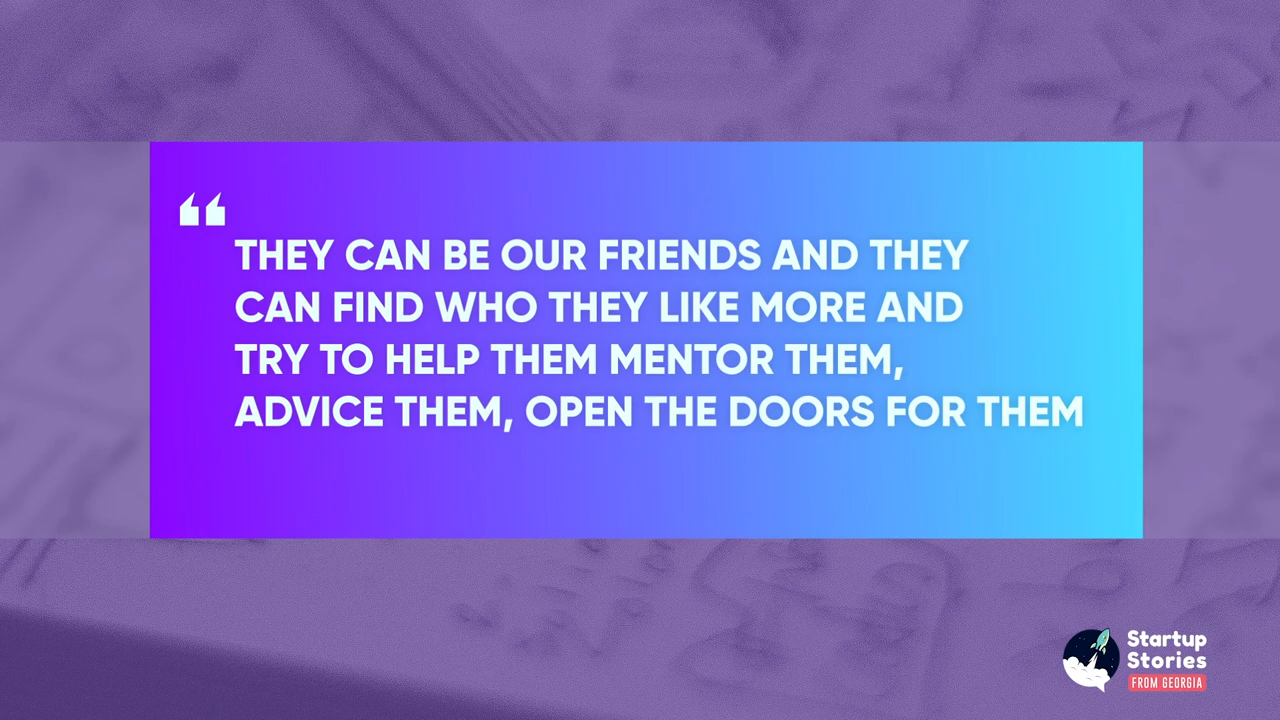 “
THEY CAN BE OUR FRIENDS AND THEY
CAN FIND WHO THEY LIKE MORE AND
TRY TO HELP THEM MENTOR THEM,
ADVICE THEM, OPEN THE DOORS FOR THEM
Startup
Stories
FROM GEORGIA